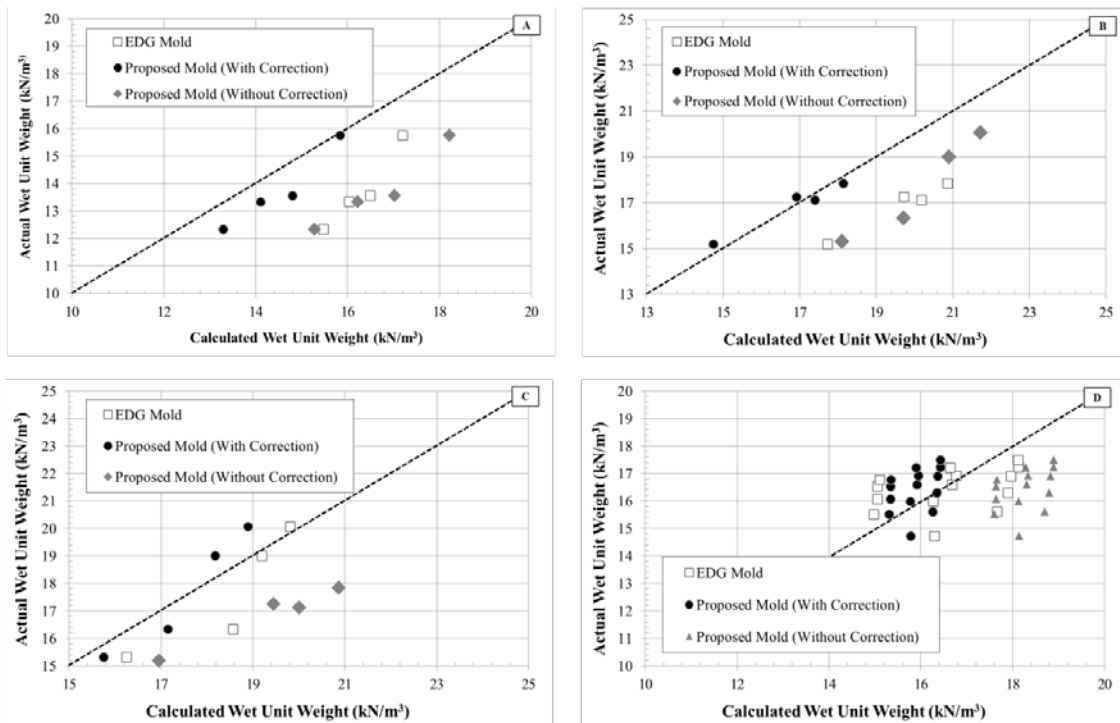 A
EDG Mold
Proposed Mold (With Correction)
Proposed Mold (Without Correction)
Actual Wet Unit Weight (kN/m³)
20
19
18
17
16
15
14
13
12
11
10
10 12 14 16 18 20
Calculated Wet Unit Weight (kN/m³)
B
EDG Mold
Proposed Mold (With Correction)
Proposed Mold (Without Correction)
Actual Wet Unit Weight (kN/m³)
25
23
21
19
17
15
13
13 15 17 19 21 23 25
Calculated Wet Unit Weight (kN/m³)
C
EDG Mold
Proposed Mold (With Correction)
Proposed Mold (Without Correction)
Actual Wet Unit Weight (kN/m³)
25
24
23
22
21
20
19
18
17
16
15
15 17 19 21 23 25
Calculated Wet Unit Weight (kN/m³)
D
EDG Mold
Proposed Mold (With Correction)
Proposed Mold (Without Correction)
Actual Wet Unit Weight (kN/m³)
20
19
18
17
16
15
14
13
12
11
10
10 12 14 16 18 20
Calculated Wet Unit Weight (kN/m³)